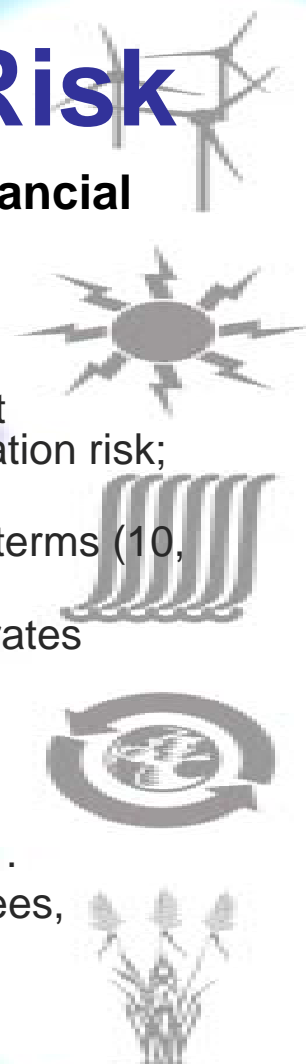 Risk
ancial
t
ation risk;
terms (10,
rates
.
ees,